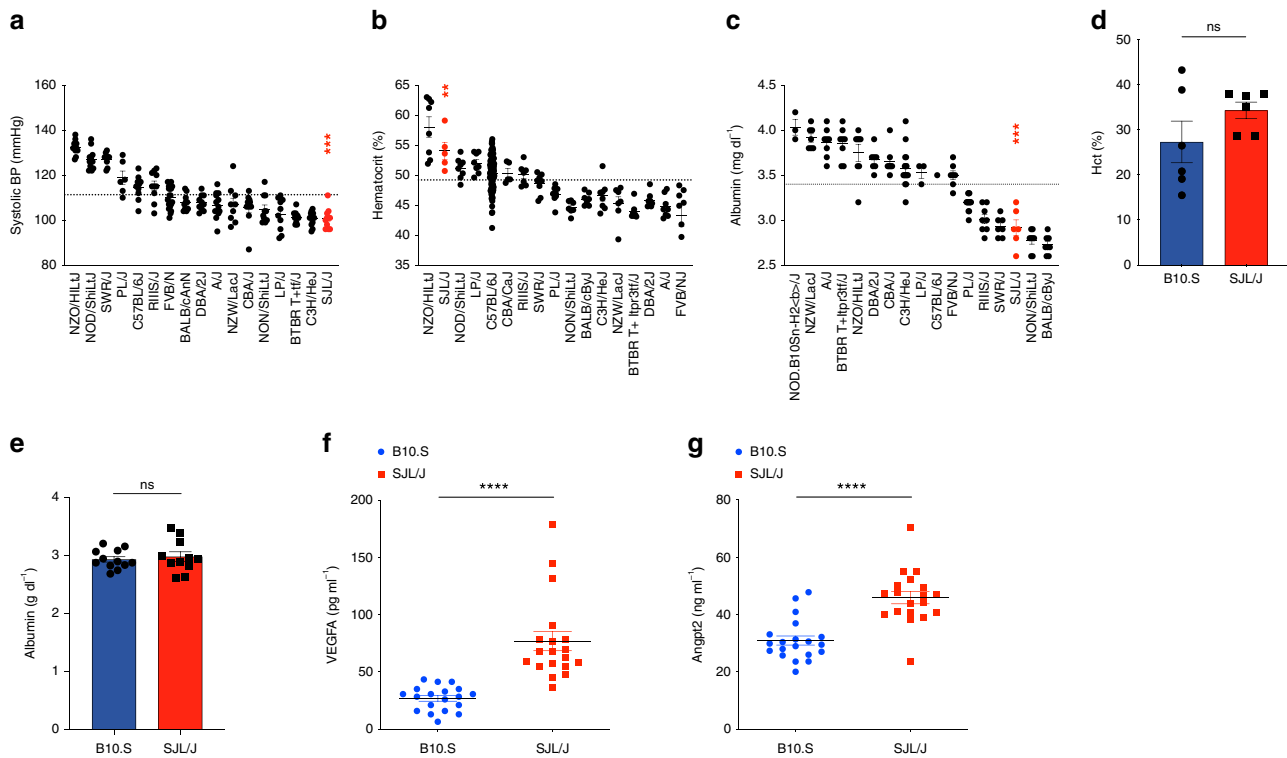 a
Systolic BP (mmHg)
160
140
120
100
80
***
NZO/HILtJ
NOD/ShiLtJ
SWR/J
PL/J
C57BL/6J
RIIIS/J
FVB/N
BALB/cAnN
DBA/2J
A/J
NZW/LacJ
CBA/J
NON/ShiLtJ
LP/J
BTBR T+tf/J
C3H/HeJ
SJL/J
b
Hematocrit (%)
65
60
55
50
45
40
35
**
NZO/HILtJ
SJL/J
NOD/ShiLtJ
LP/J
C57BL/6J
CBA/CaJ
RIIIS/J
SWR/J
PL/J
NON/ShiLtJ
BALB/cByJ
C3H/HeJ
NZW/LacJ
BTBR T+ Itpr3tf/J
DBA/2J
A/J
FVB/NJ
c
Albumin (mg dl⁻¹)
4.5
4.0
3.5
3.0
2.5
***
NOD.B10Sn-H2<b>/J
NZW/LacJ
A/J
BTBR T+Itpr3tf/J
NZO/HILtJ
DBA/2J
CBA/J
C3H/HeJ
LP/J
C57BL/6J
FVB/NJ
PL/J
RIIIS/J
SWR/J
SJL/J
NON/ShiLtJ
BALB/cByJ
d
Hct (%)
50
40
30
20
10
0
ns
B10.S
SJL/J
e
Albumin (g dl⁻¹)
4
3
2
1
0
ns
B10.S
SJL/J
f
B10.S
SJL/J
VEGFA (pg ml⁻¹)
200
150
100
50
0
****
B10.S
SJL/J
g
B10.S
SJL/J
Angpt2 (ng ml⁻¹)
80
60
40
20
0
****
B10.S
SJL/J